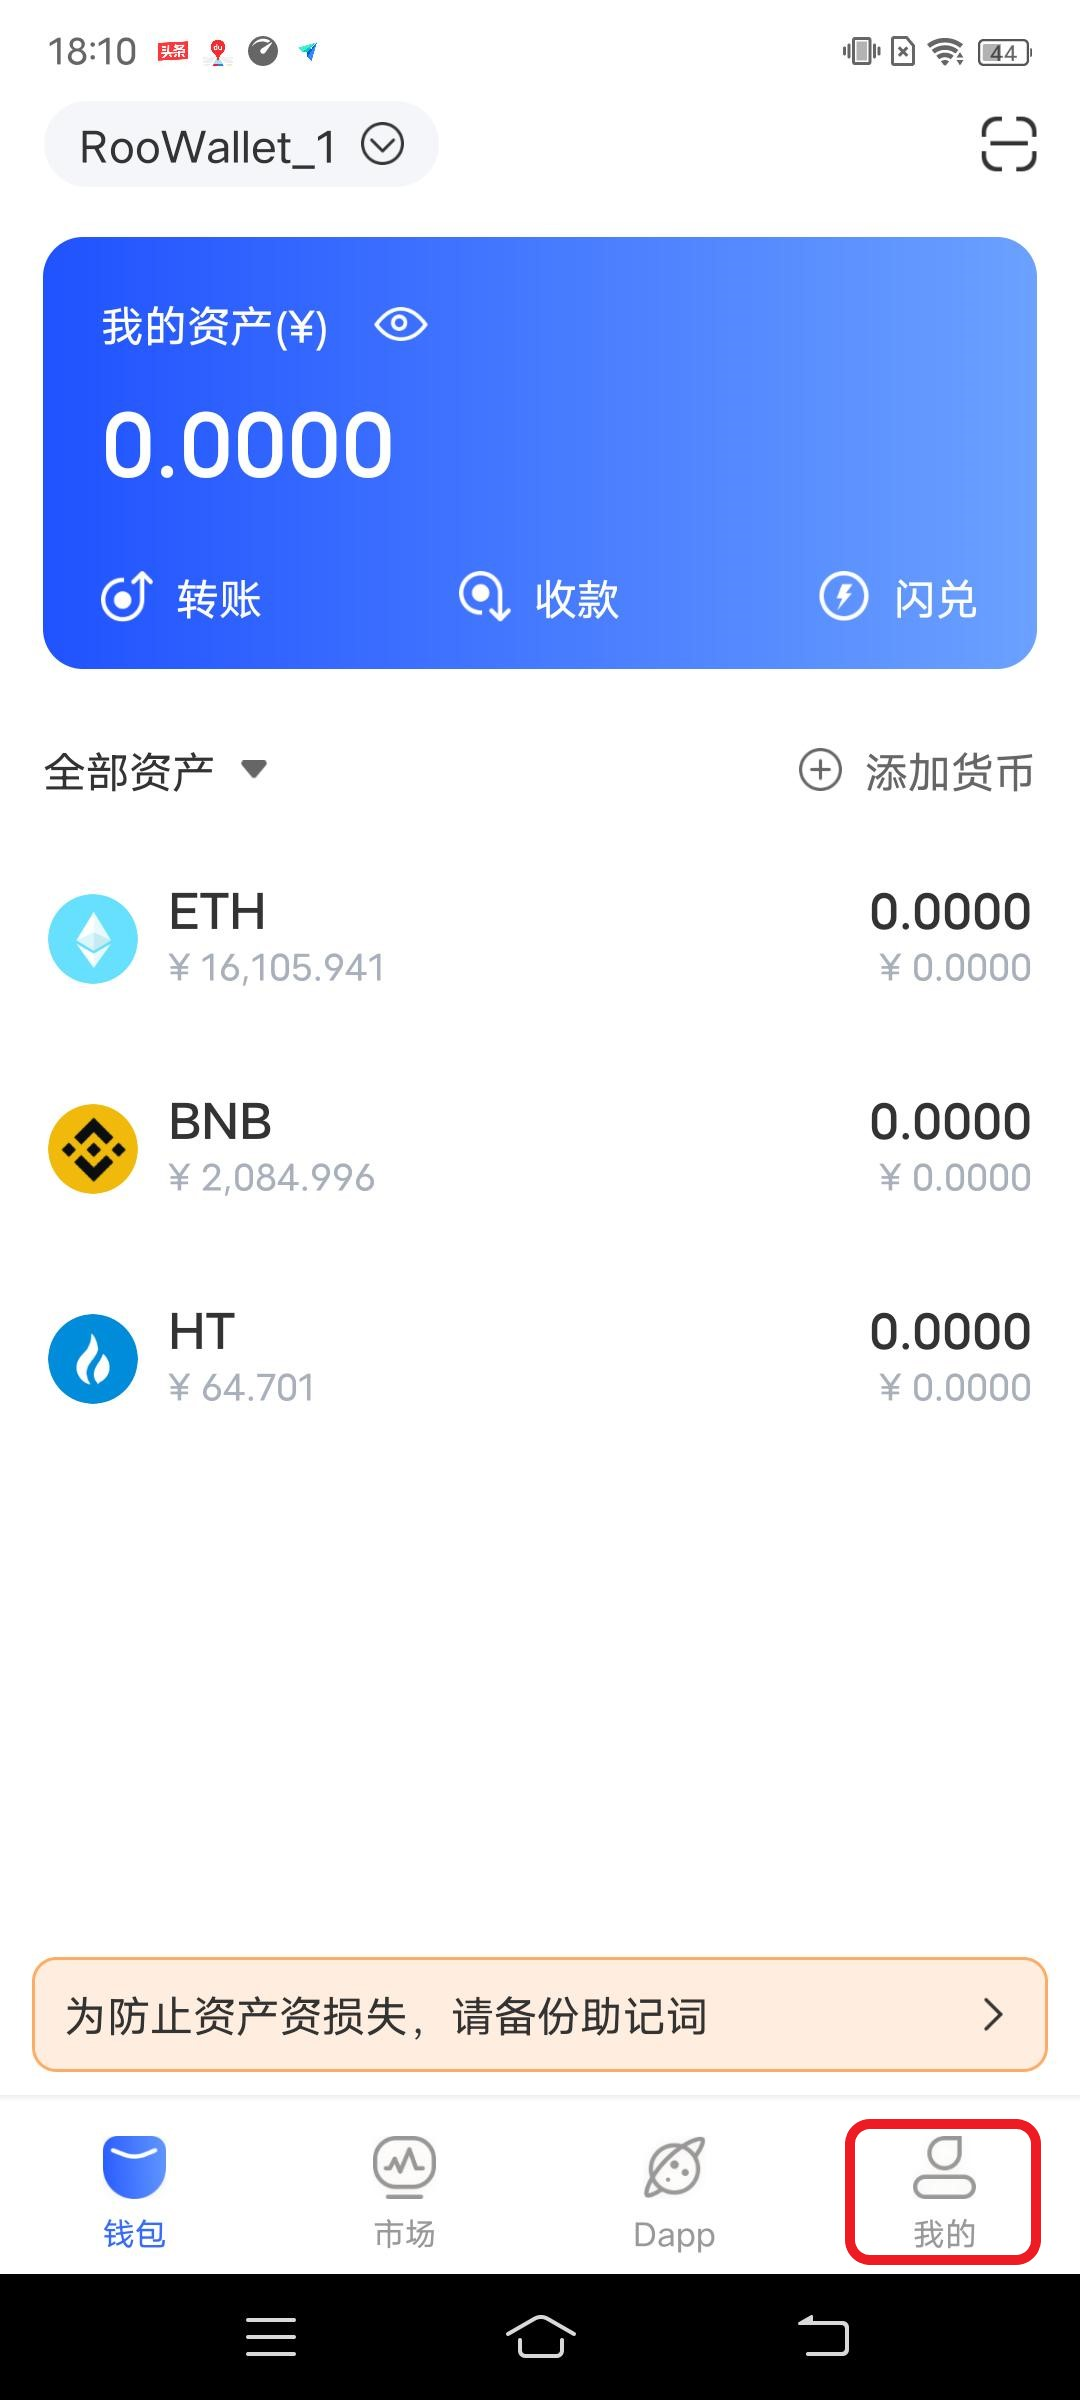 18:10 头条 du 44
RooWallet_1
我的资产(¥)
0.0000
转账 收款 闪兑
全部资产 添加货币
ETH 0.0000
¥ 16,105.941 ¥ 0.0000
BNB 0.0000
¥ 2,084.996 ¥ 0.0000
HT 0.0000
¥ 64.701 ¥ 0.0000
为防止资产资损失，请备份助记词
钱包 市场 Dapp 我的